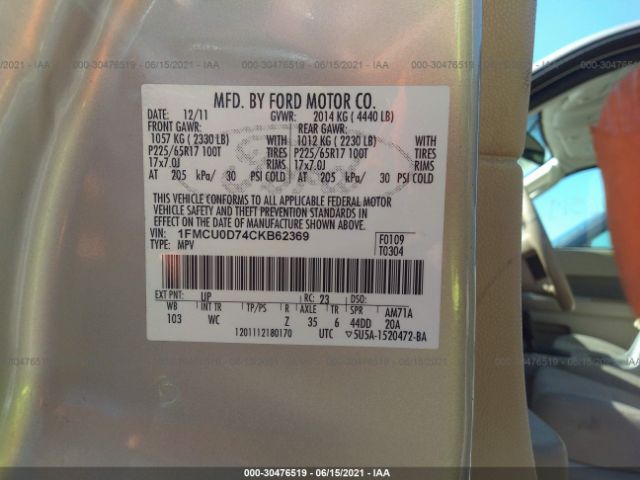 000-30476519 - 06/15/2021 - IAA
MFD. BY FORD MOTOR CO.
DATE: 12/11 GVWR: 2014 KG ( 4440 LB)
FRONT GAWR: REAR GAWR:
1057 KG ( 2330 LB) WITH 1012 KG ( 2230 LB) WITH
P225/65R17 100T TIRES P225/65R17 100T TIRES
17x7.0J RIMS 17x7.0J RIMS
AT 205 kPa/ 30 PSI COLD AT 205 kPa/ 30 PSI COLD
THIS VEHICLE CONFORMS TO ALL APPLICABLE FEDERAL MOTOR
VEHICLE SAFETY AND THEFT PREVENTION STANDARDS IN
EFFECT ON THE DATE OF MANUFACTURE SHOWN ABOVE.
VIN: 1FMCU0D74CKB62369
TYPE: MPV
F0109
T0304
EXT PNT: UP RC: 23 DSO:
WB INT TR TP/PS R AXLE TR SPR AM71A
103 WC Z 35 6 44DD 20A
1201112180170 UTC ▽5U5A-1520472-BA
000-30476519 - 06/15/2021 - IAA